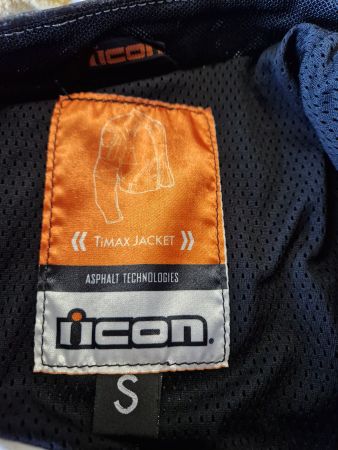 icon
TiMAX JACKET
ASPHALT TECHNOLOGIES
icon.
S